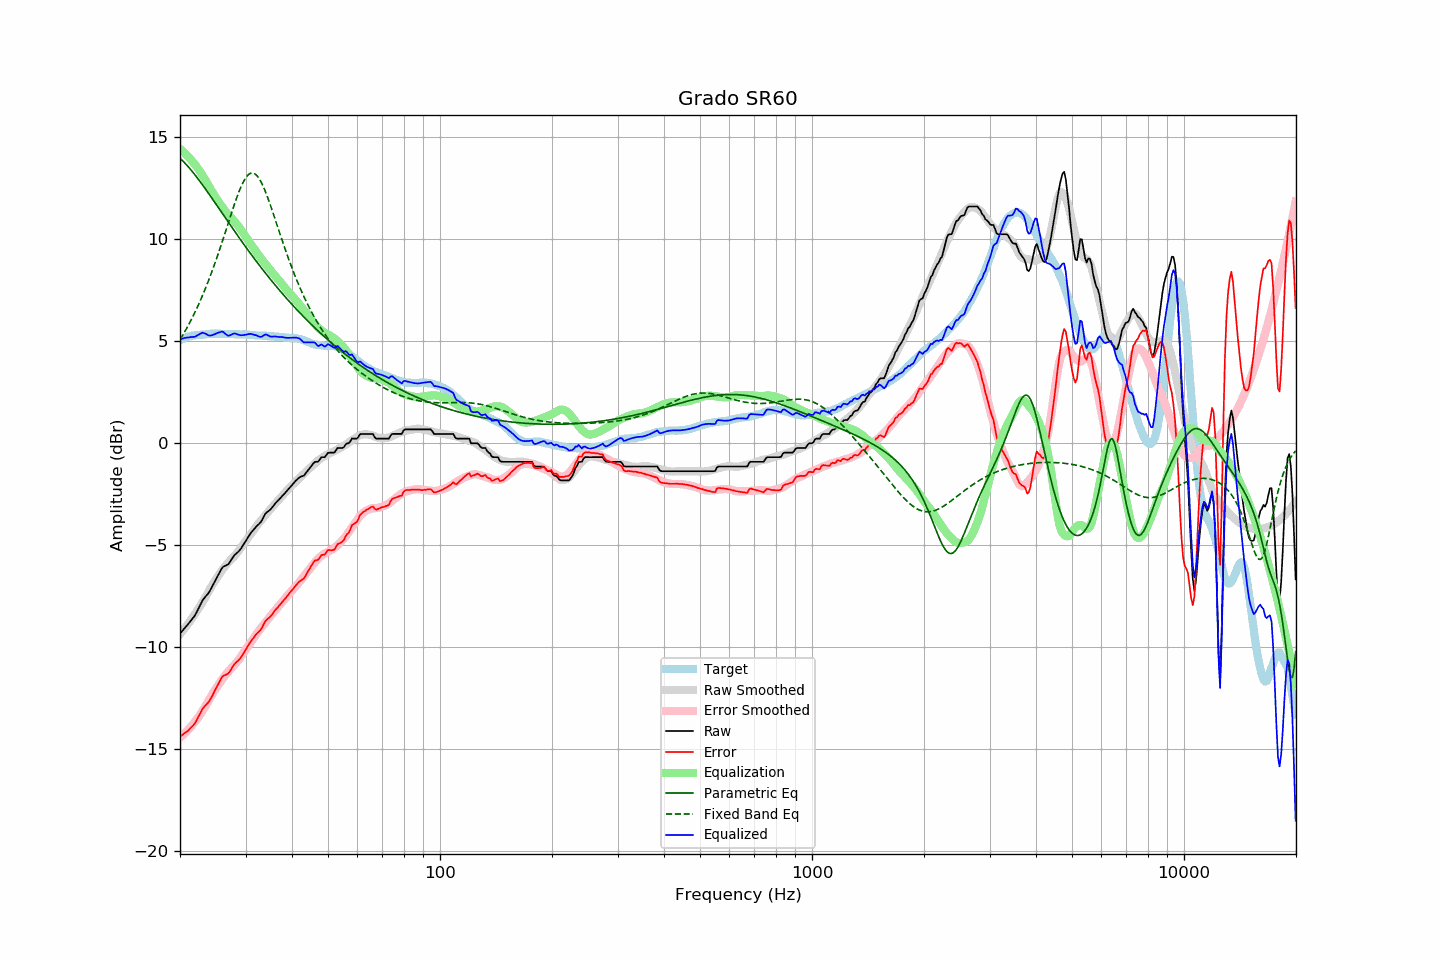 Grado SR60
15
10
5
0
−5
−10
−15
−20
Amplitude (dBr)
Target
Raw Smoothed
Error Smoothed
Raw
Error
Equalization
Parametric Eq
Fixed Band Eq
Equalized
100
1000
10000
Frequency (Hz)